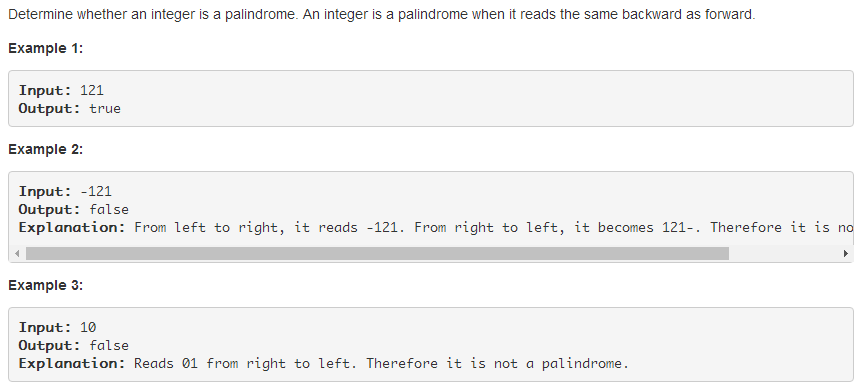 Determine whether an integer is a palindrome. An integer is a palindrome when it reads the same backward as forward.
Example 1:
Input: 121
Output: true
Example 2:
Input: -121
Output: false
Explanation: From left to right, it reads -121. From right to left, it becomes 121-. Therefore it is no
Example 3:
Input: 10
Output: false
Explanation: Reads 01 from right to left. Therefore it is not a palindrome.